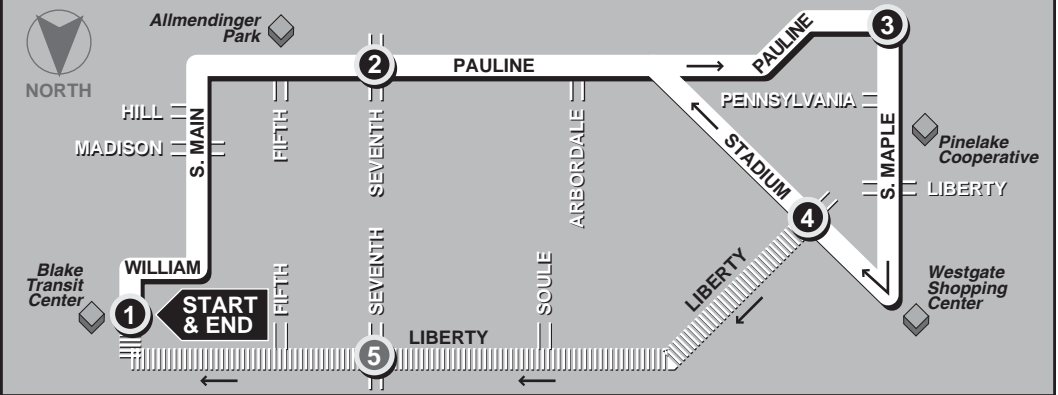 Allmendinger
Park
NORTH
2
PAULINE
PAULINE
3
HILL
MADISON
S. MAIN
FIFTH
SEVENTH
ARBORDALE
PENNSYLVANIA
STADIUM
S. MAPLE
Pinelake
Cooperative
LIBERTY
4
WILLIAM
Blake
Transit
Center
1
START
& END
FIFTH
SEVENTH
SOULE
LIBERTY
Westgate
Shopping
Center
LIBERTY
5